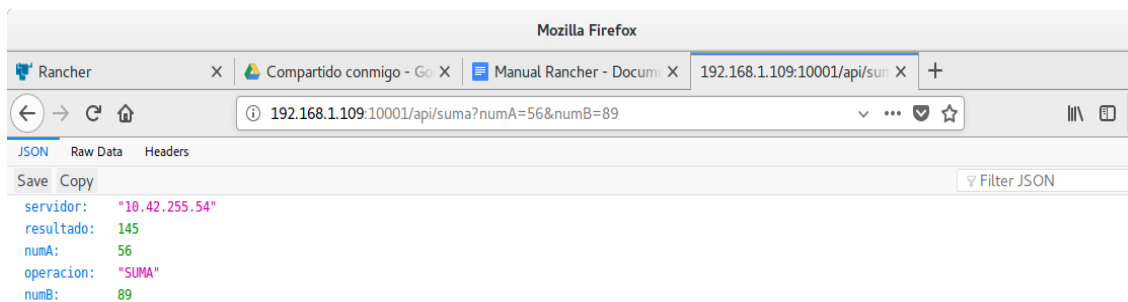 Mozilla Firefox
Rancher
Compartido conmigo - Go
Manual Rancher - Docum
192.168.1.109:10001/api/sum
192.168.1.109:10001/api/suma?numA=56&numB=89
JSON Raw Data Headers
Save Copy Filter JSON
servidor: "10.42.255.54"
resultado: 145
numA: 56
operacion: "SUMA"
numB: 89